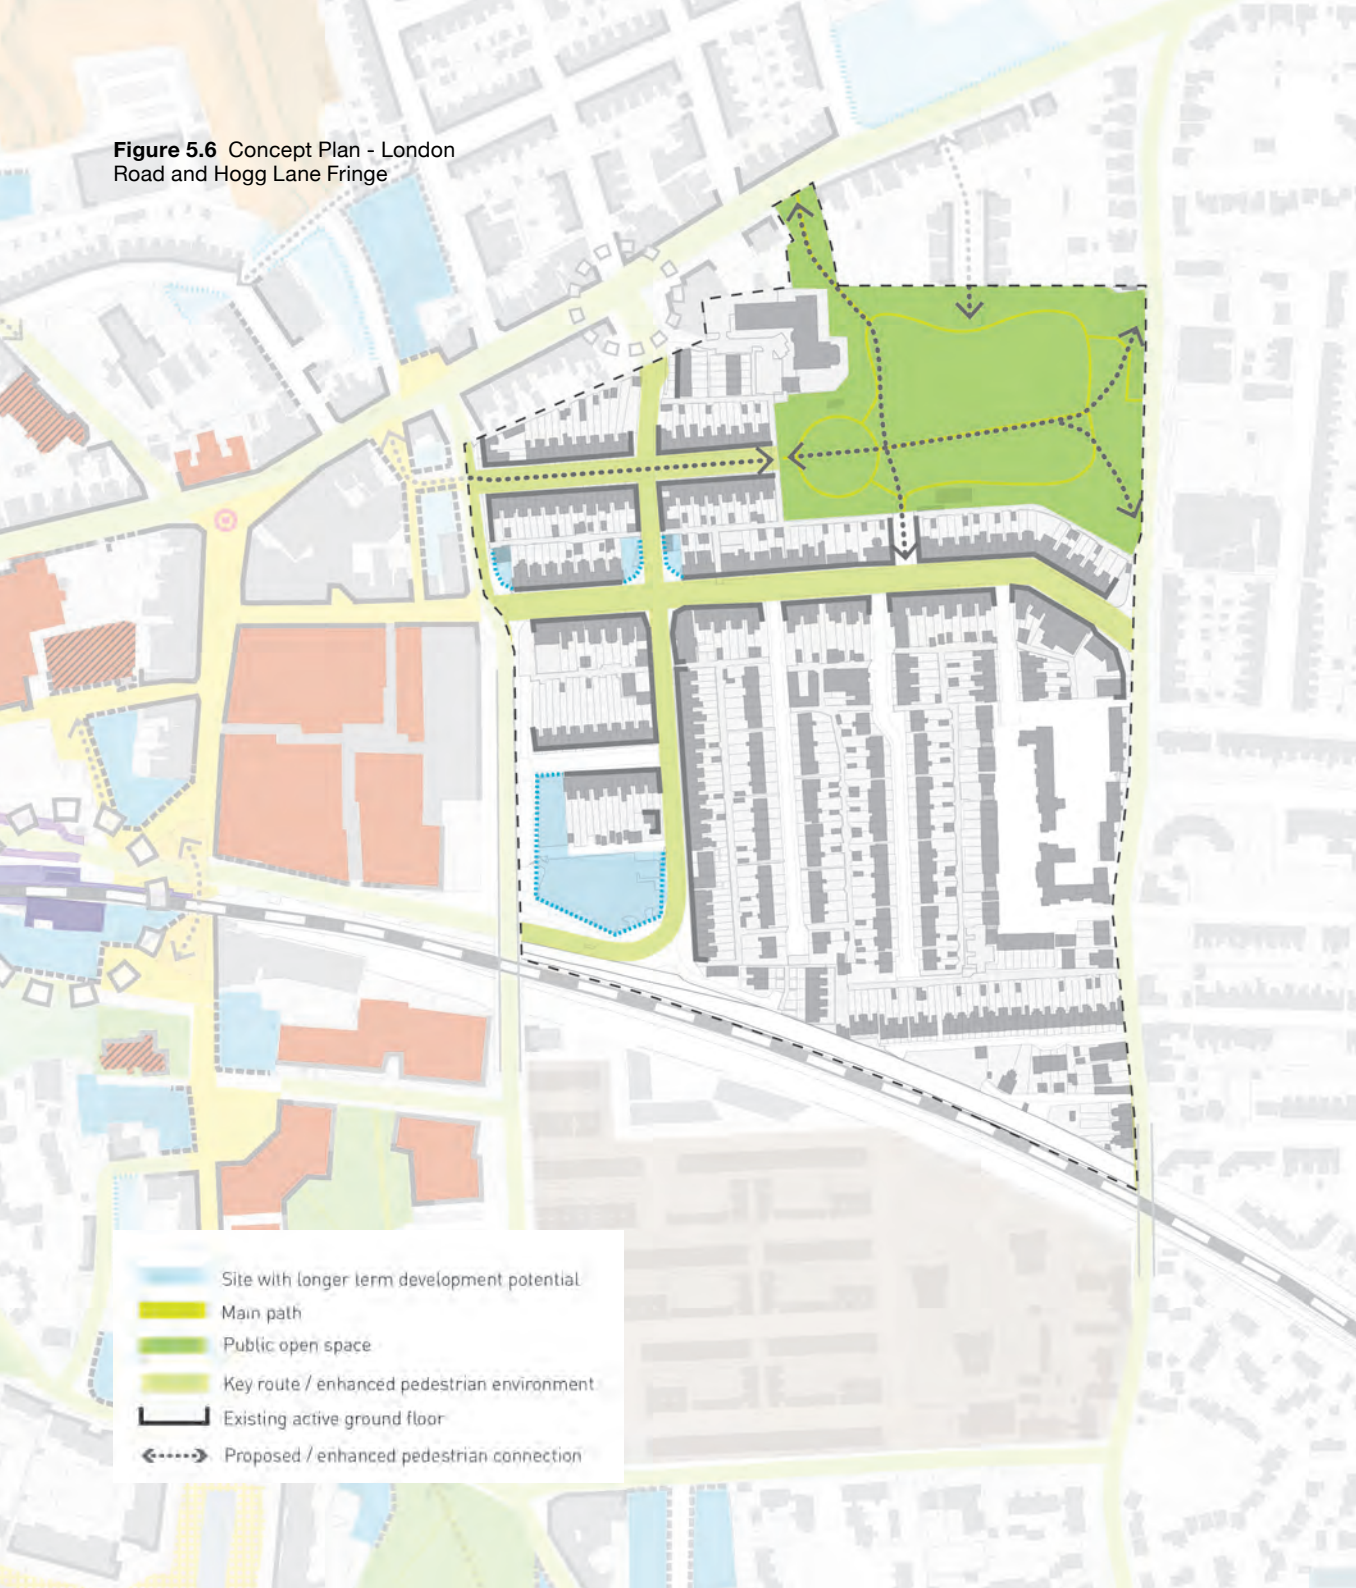 Figure 5.6 Concept Plan - London
Road and Hogg Lane Fringe
Site with longer term development potential
Main path
Public open space
Key route / enhanced pedestrian environment
Existing active ground floor
Proposed / enhanced pedestrian connection